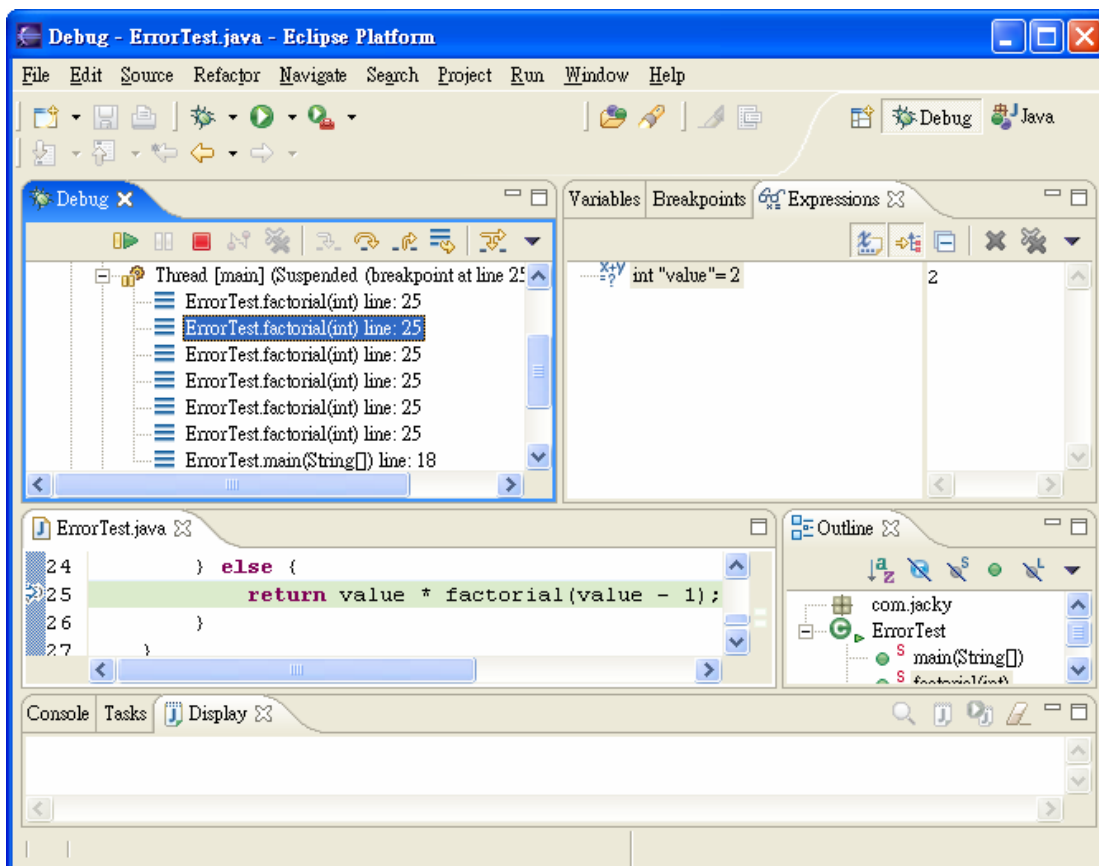 Debug - ErrorTest.java - Eclipse Platform
File Edit Source Refactor Navigate Search Project Run Window Help
Debug Java
Debug
Variables Breakpoints Expressions
Thread [main] (Suspended (breakpoint at line 25
ErrorTest.factorial(int) line: 25
ErrorTest.factorial(int) line: 25
ErrorTest.factorial(int) line: 25
ErrorTest.factorial(int) line: 25
ErrorTest.factorial(int) line: 25
ErrorTest.factorial(int) line: 25
ErrorTest.main(String[]) line: 18
X+Y
=?
int "value"= 2
2
ErrorTest.java
24 } else {
25 return value * factorial(value - 1);
26 }
27 }
Outline
com.jacky
ErrorTest
S main(String[])
S factorial(int)
Console Tasks Display